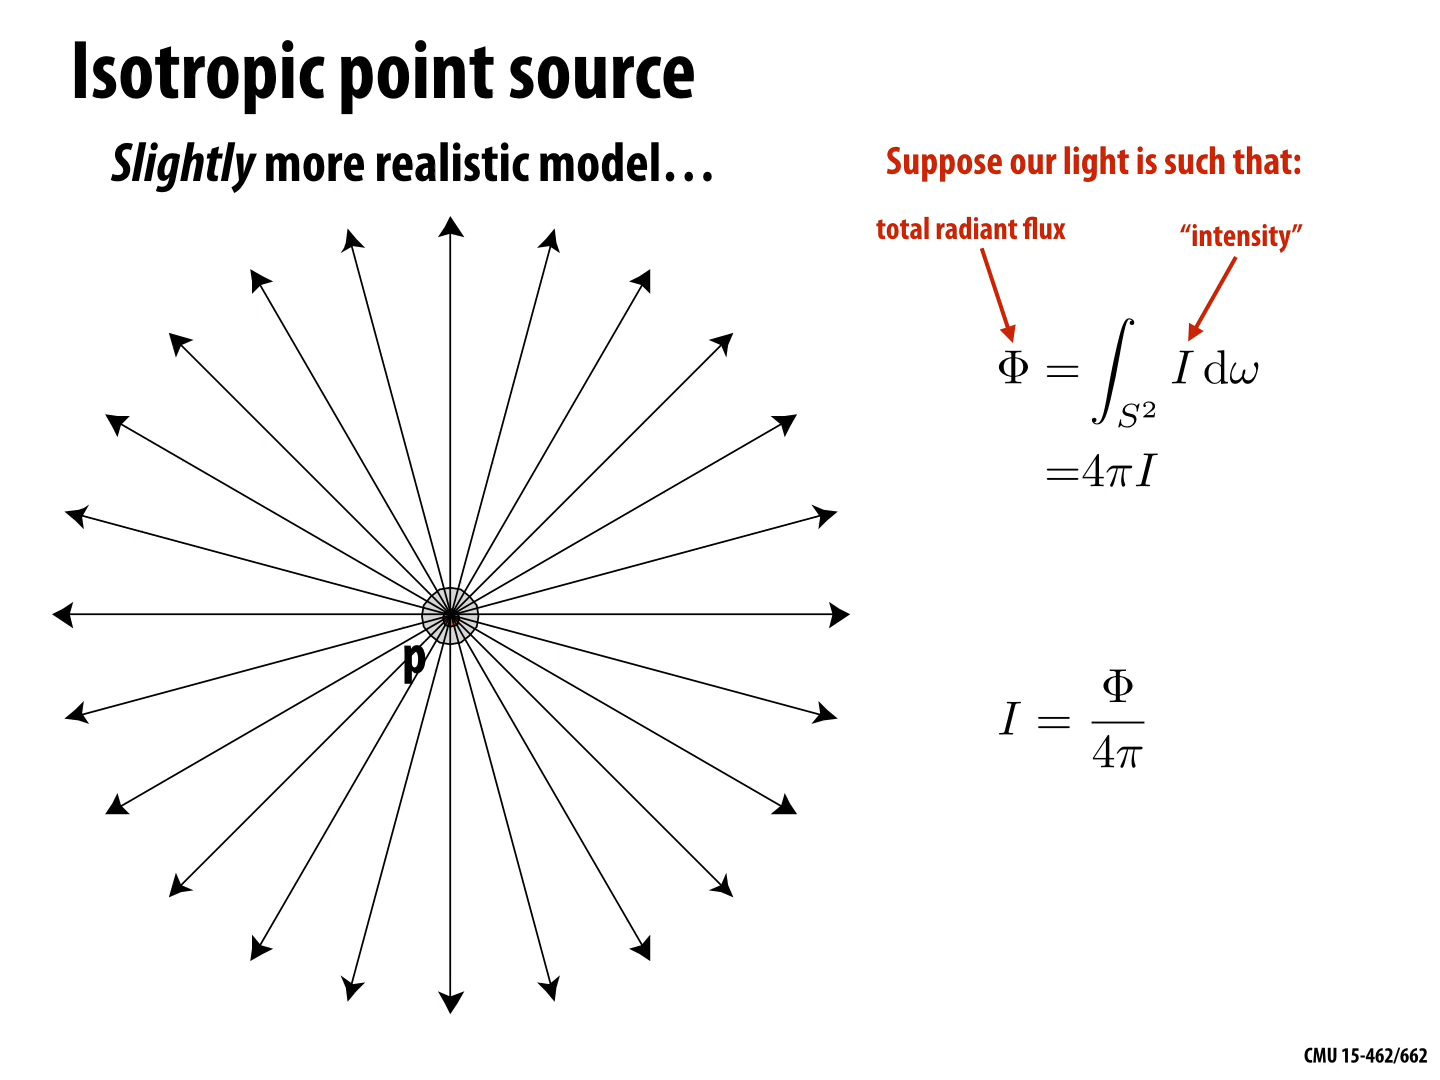 Isotropic point source
Slightly more realistic model…
Suppose our light is such that:
total radiant flux
“intensity”
Φ = ∫_{S²} I dω
=4πI
p
I = Φ/4π
CMU 15-462/662